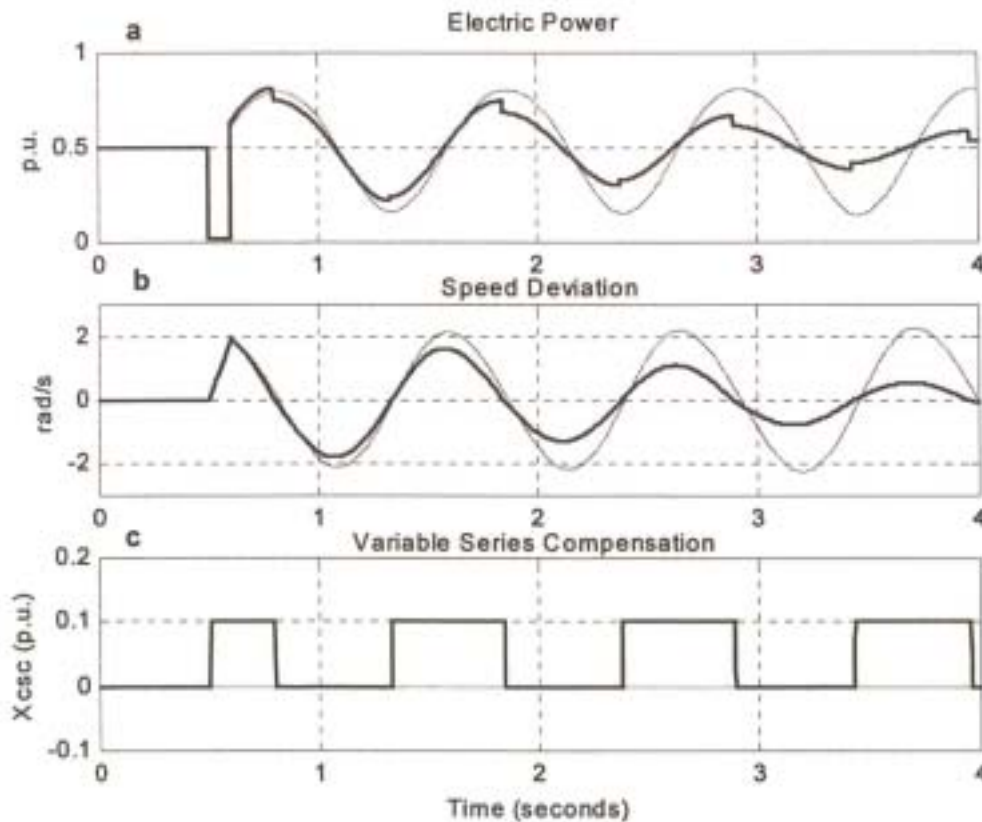 a
Electric Power
1
0.5
0
p.u.
0 1 2 3 4
b
Speed Deviation
2
0
-2
rad/s
0 1 2 3 4
c
Variable Series Compensation
0.2
0.1
0
-0.1
Xcsc (p.u.)
0 1 2 3 4
Time (seconds)